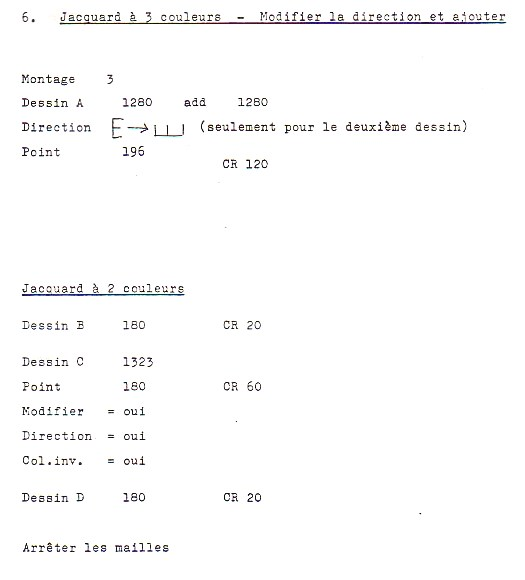 6. Jacquard à 3 couleurs - Modifier la direction et ajouter
Montage 3
Dessin A 1280 add 1280
Direction E → (seulement pour le deuxième dessin)
Point 196
CR 120
Jacquard à 2 couleurs
Dessin B 180 CR 20
Dessin C 1323
Point 180 CR 60
Modifier = oui
Direction = oui
Col.inv. = oui
Dessin D 180 CR 20
Arrêter les mailles